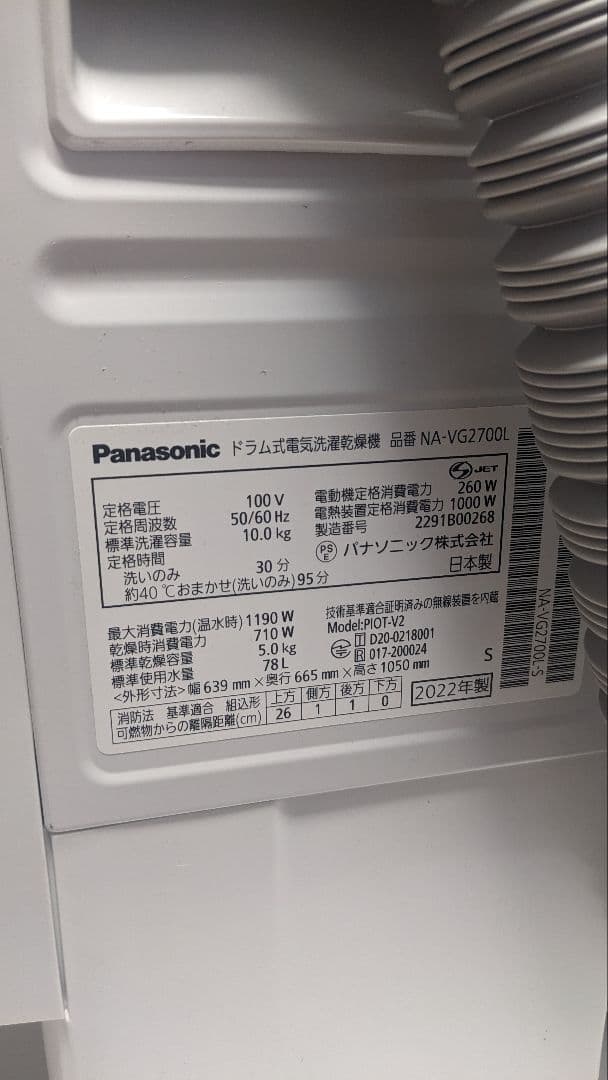 Panasonic ドラム式電気洗濯乾燥機 品番 NA-VG2700L
JET
定格電圧 100 V
定格周波数 50/60 Hz
標準洗濯容量 10.0 kg
定格時間
洗いのみ 30 分
約40 ℃おまかせ(洗いのみ) 95 分
電動機定格消費電力 260 W
電熱装置定格消費電力 1000 W
製造番号 2291B00268
PS E パナソニック株式会社
日本製
最大消費電力(温水時) 1190 W
乾燥時消費電力 710 W
標準乾燥容量 5.0 kg
標準使用水量 78 L
技術基準適合証明済みの無線装置を内蔵
Model:PIOT-V2
T D20-0218001
R 017-200024
S
<外形寸法> 幅 639 mm × 奥行 665 mm × 高さ 1050 mm
消防法 基準適合 組込形 上方 側方 後方 下方
可燃物からの離隔距離(cm) 26 1 1 0
2022年製
NA-VG2700L-S